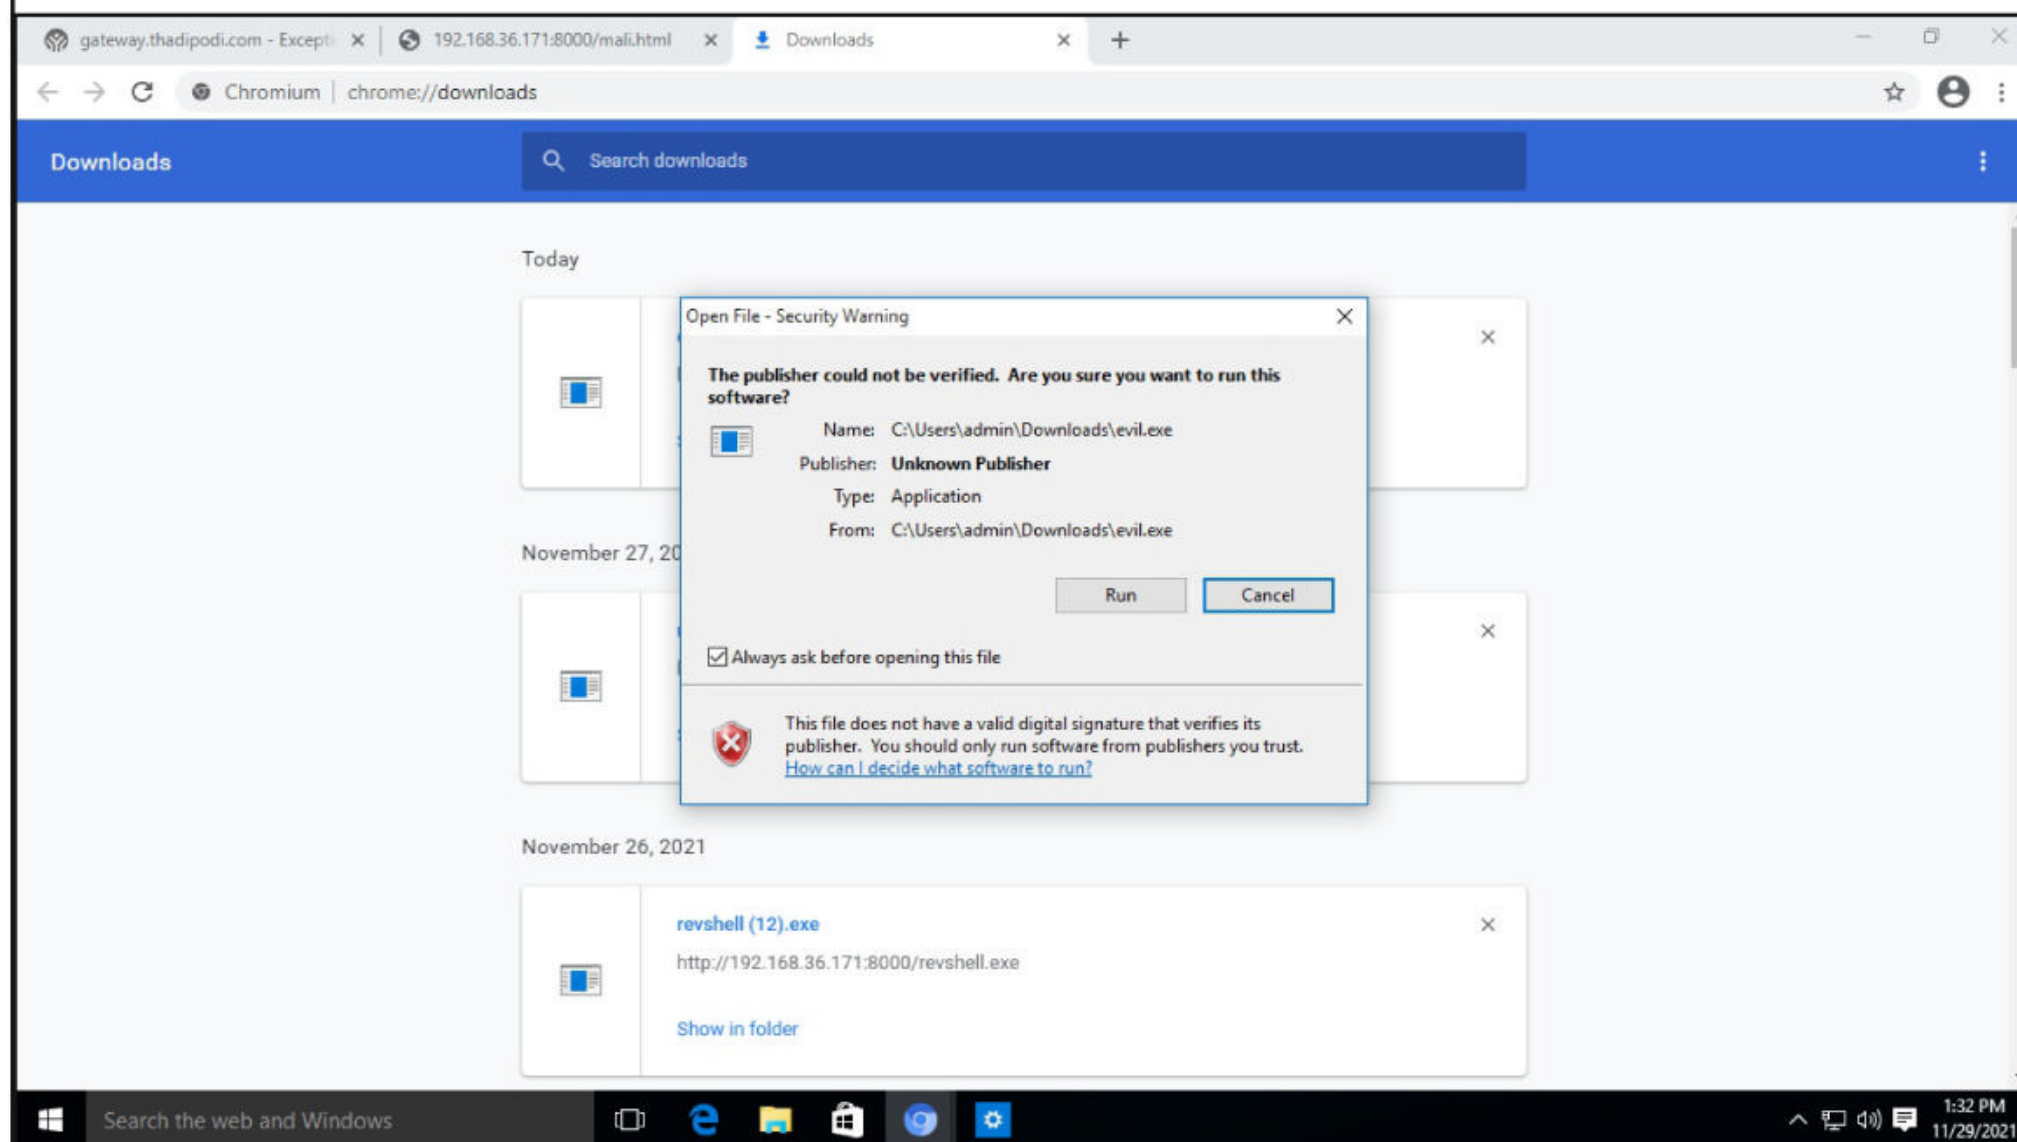 gateway.thadipodi.com - Excepti
192.168.36.171:8000/mali.html
Downloads
Chromium | chrome://downloads
Downloads
Search downloads
Today
Open File - Security Warning
The publisher could not be verified. Are you sure you want to run this
software?
Name: C:\Users\admin\Downloads\evil.exe
Publisher: Unknown Publisher
Type: Application
From: C:\Users\admin\Downloads\evil.exe
Run
Cancel
Always ask before opening this file
This file does not have a valid digital signature that verifies its
publisher. You should only run software from publishers you trust.
How can I decide what software to run?
November 27, 20
November 26, 2021
revshell (12).exe
http://192.168.36.171:8000/revshell.exe
Show in folder
Search the web and Windows
1:32 PM
11/29/2021